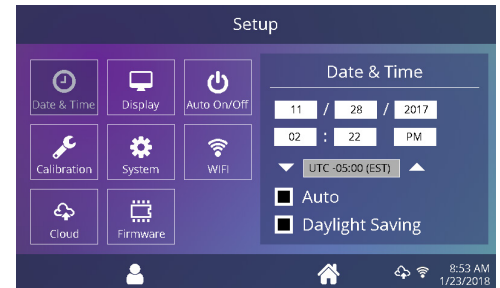 Setup
Date & Time
Display
Auto On/Off
Calibration
System
WIFI
Cloud
Firmware
Date & Time
11 / 28 / 2017
02 : 22 PM
UTC -05:00 (EST)
Auto
Daylight Saving
8:53 AM
1/23/2018